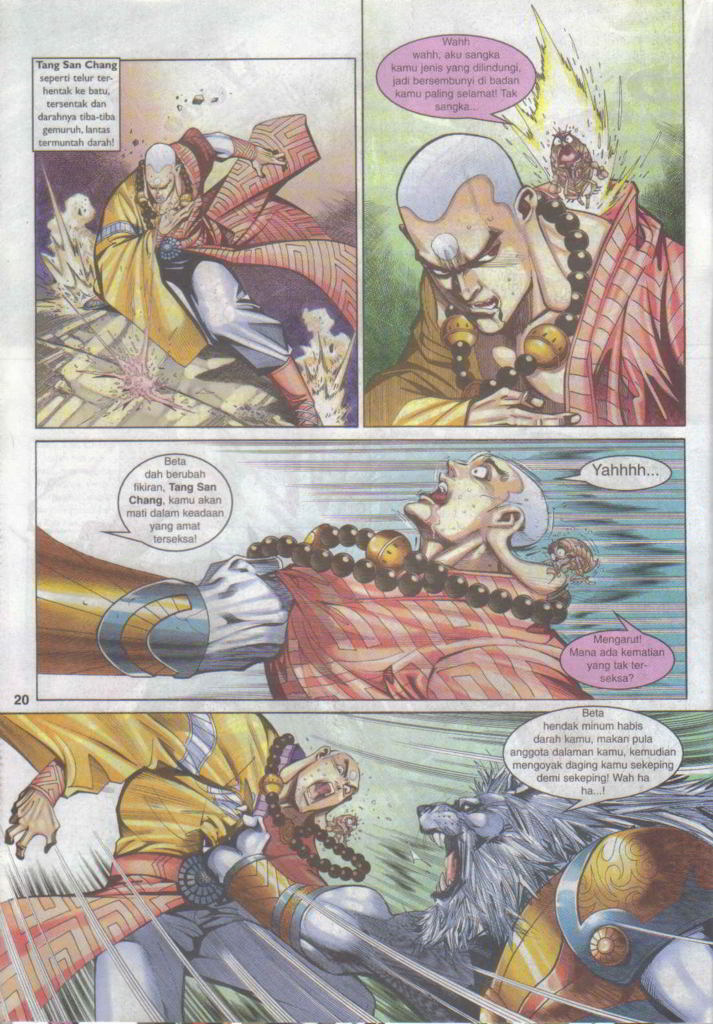 Tang San Chang
seperti telur ter-
hentak ke batu,
tersentak dan
darahnya tiba-tiba
gemuruh, lantas
termuntah darah!
Wahh
wahh, aku sangka
kamu jenis yang dilindungi,
jadi bersembunyi di badan
kamu paling selamat! Tak
sangka...
Beta
dah berubah
fikiran, Tang San
Chang, kamu akan
mati dalam keadaan
yang amat
terseksa!
Yahhhh...
Mengarut!
Mana ada kematian
yang tak ter-
seksa?
20
Beta
hendak minum habis
darah kamu, makan pula
anggota dalaman kamu, kemudian
mengoyak daging kamu sekeping
demi sekeping! Wah ha
ha...!